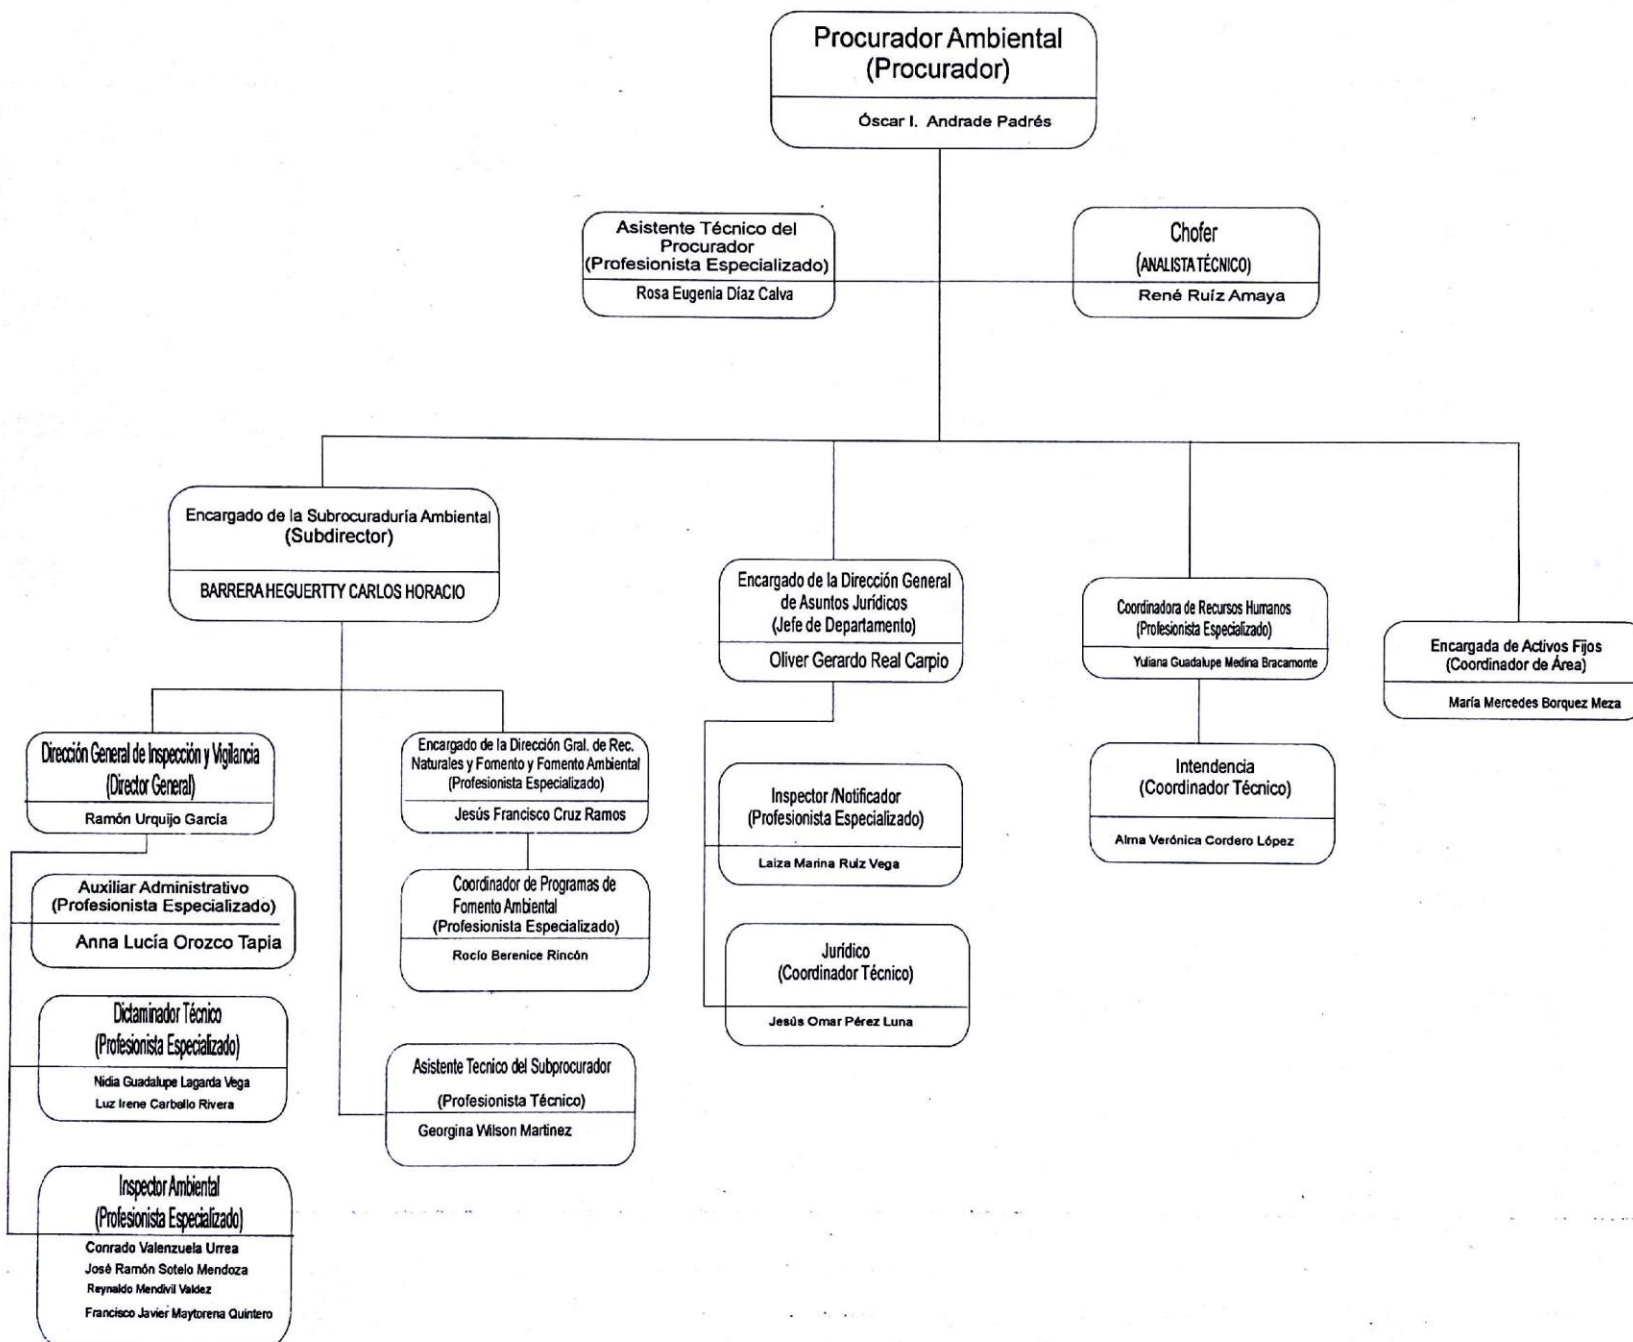 Procurador Ambiental
(Procurador)
Óscar I. Andrade Padrés
Asistente Técnico del
Procurador
(Profesionista Especializado)
Rosa Eugenia Díaz Calva
Chofer
(ANALISTA TÉCNICO)
René Ruíz Amaya
Encargado de la Subrocuraduría Ambiental
(Subdirector)
BARRERA HEGUERTTY CARLOS HORACIO
Encargado de la Dirección General
de Asuntos Jurídicos
(Jefe de Departamento)
Oliver Gerardo Real Carpio
Coordinadora de Recursos Humanos
(Profesionista Especializado)
Yuliana Guadalupe Medina Bracamonte
Encargada de Activos Fijos
(Coordinador de Área)
María Mercedes Borquez Meza
Dirección General de Inspección y Vigilancia
(Director General)
Ramón Urquijo García
Encargado de la Dirección Gral. de Rec.
Naturales y Fomento y Fomento Ambiental
(Profesionista Especializado)
Jesús Francisco Cruz Ramos
Inspector /Notificador
(Profesionista Especializado)
Laiza Marina Ruiz Vega
Intendencia
(Coordinador Técnico)
Alma Verónica Cordero López
Auxiliar Administrativo
(Profesionista Especializado)
Anna Lucía Orozco Tapia
Coordinador de Programas de
Fomento Ambiental
(Profesionista Especializado)
Rocío Berenice Rincón
Jurídico
(Coordinador Técnico)
Jesús Omar Pérez Luna
Dictaminador Técnico
(Profesionista Especializado)
Nidia Guadalupe Lagarda Vega
Luz Irene Carballo Rivera
Asistente Tecnico del Subprocurador
(Profesionista Técnico)
Georgina Wilson Martinez
Inspector Ambiental
(Profesionista Especializado)
Conrado Valenzuela Urrea
José Ramón Sotelo Mendoza
Reynaldo Mendivil Valdez
Francisco Javier Maytorena Quintero